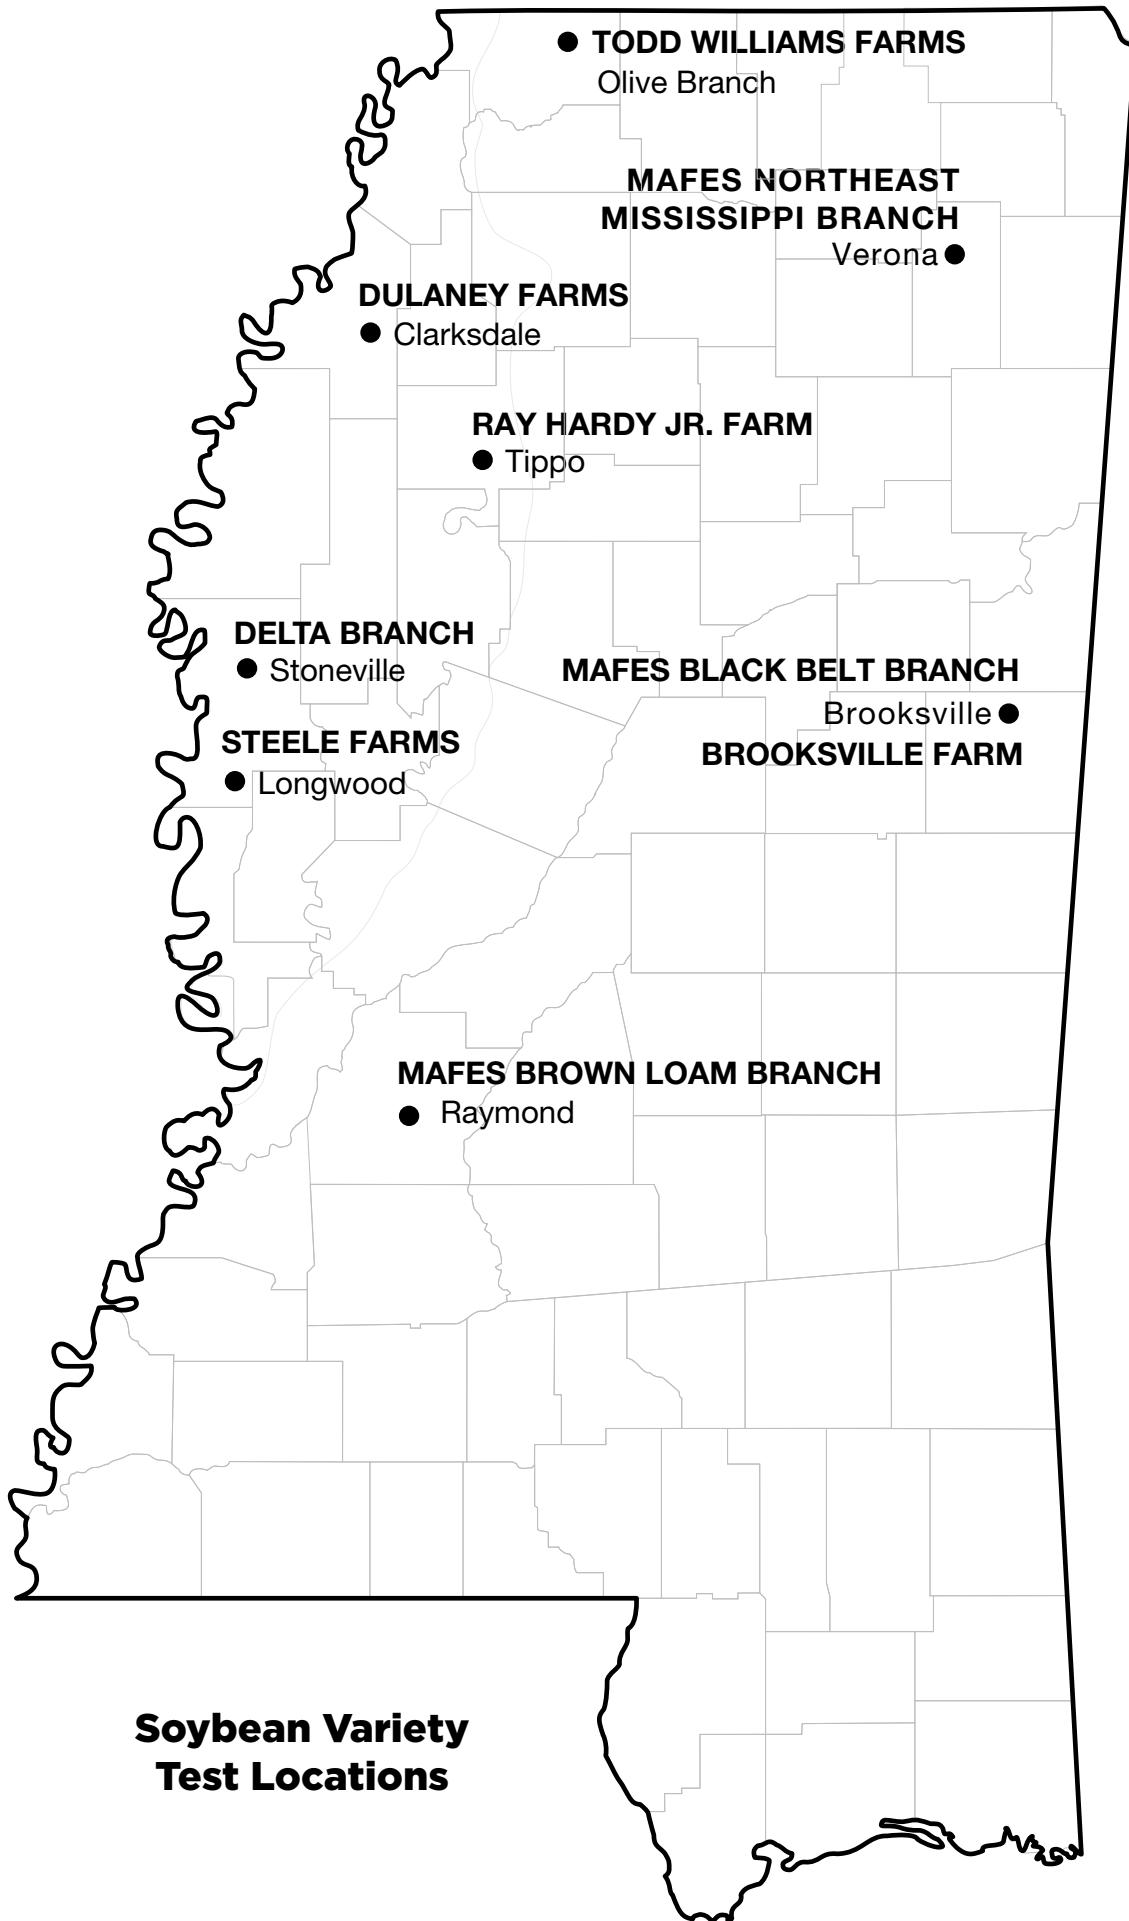 TODD WILLIAMS FARMS
Olive Branch
MAFES NORTHEAST
MISSISSIPPI BRANCH
Verona
DULANEY FARMS
Clarksdale
RAY HARDY JR. FARM
Tippo
DELTA BRANCH
Stoneville
MAFES BLACK BELT BRANCH
Brooksville
BROOKSVILLE FARM
STEELE FARMS
Longwood
MAFES BROWN LOAM BRANCH
Raymond
Soybean Variety
Test Locations